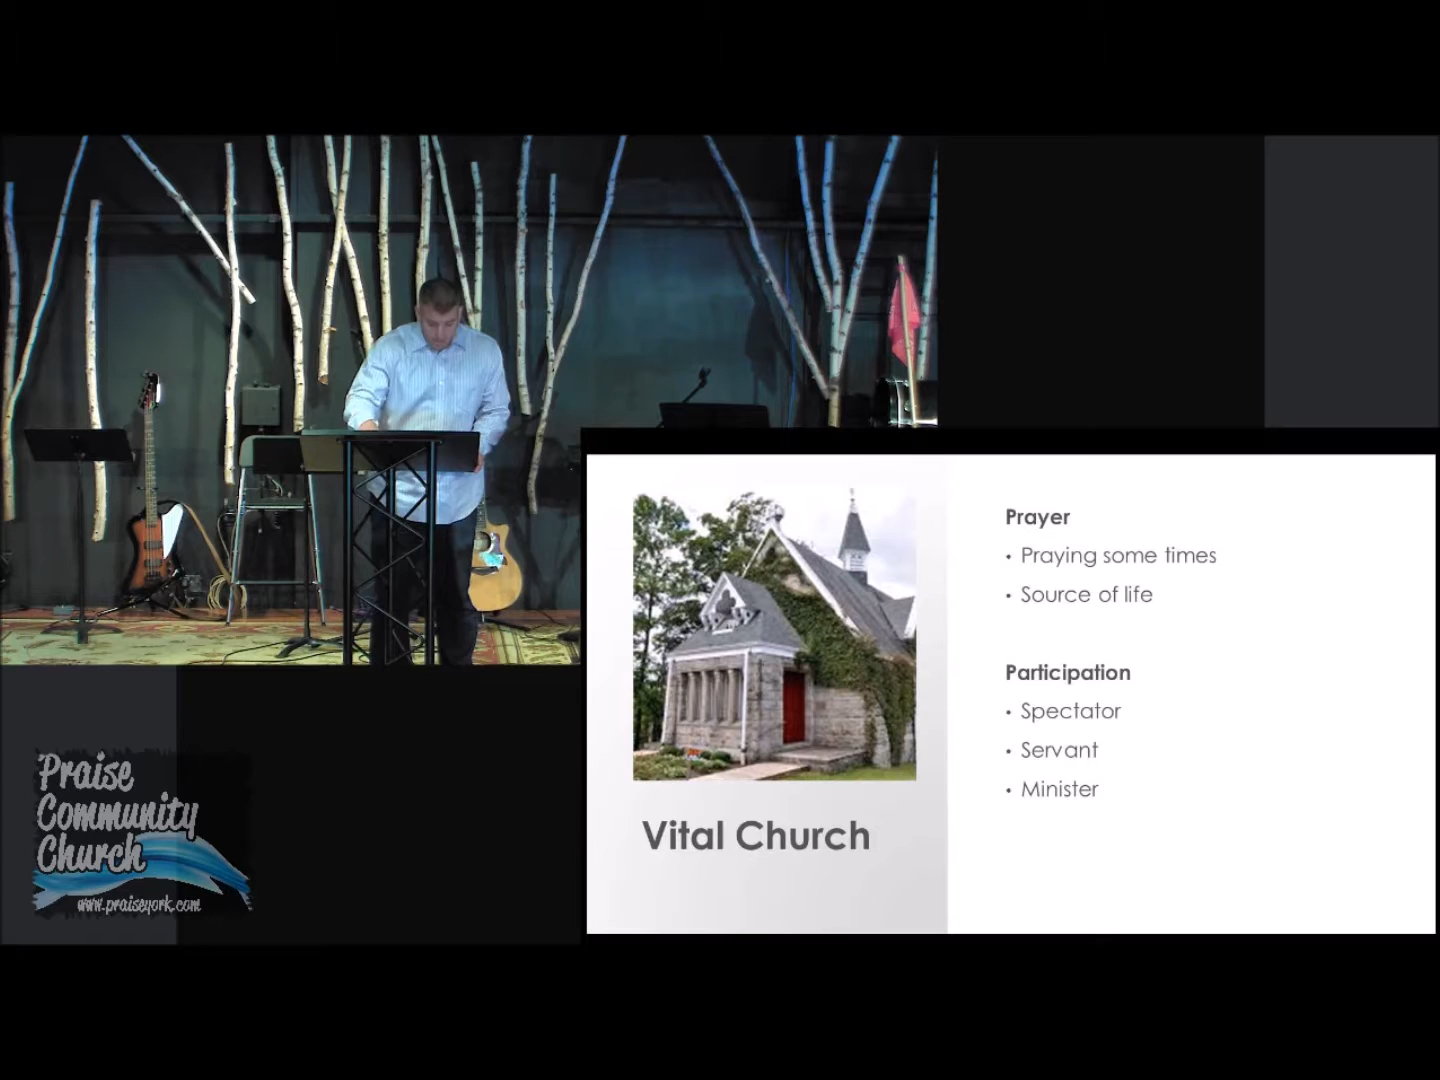 Praise
Community
Church
www.praiseyork.com
Prayer
• Praying some times
• Source of life
Participation
• Spectator
• Servant
• Minister
Vital Church